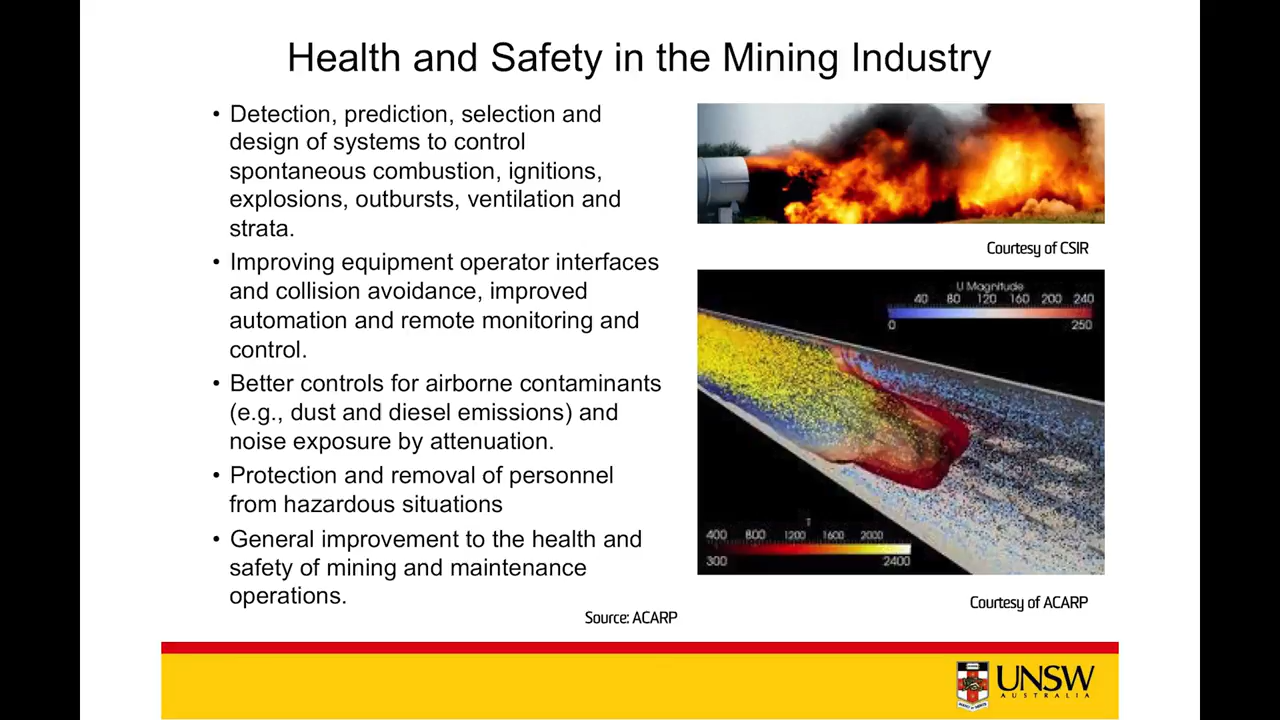 Health and Safety in the Mining Industry
• Detection, prediction, selection and
design of systems to control
spontaneous combustion, ignitions,
explosions, outbursts, ventilation and
strata.
• Improving equipment operator interfaces
and collision avoidance, improved
automation and remote monitoring and
control.
• Better controls for airborne contaminants
(e.g., dust and diesel emissions) and
noise exposure by attenuation.
• Protection and removal of personnel
from hazardous situations
• General improvement to the health and
safety of mining and maintenance
operations.
Source: ACARP
Courtesy of CSIR
U Magnitude
40 80 120 160 200 240
0 250
T
400 800 1200 1600 2000
300 2400
Courtesy of ACARP
UNSW
AUSTRALIA